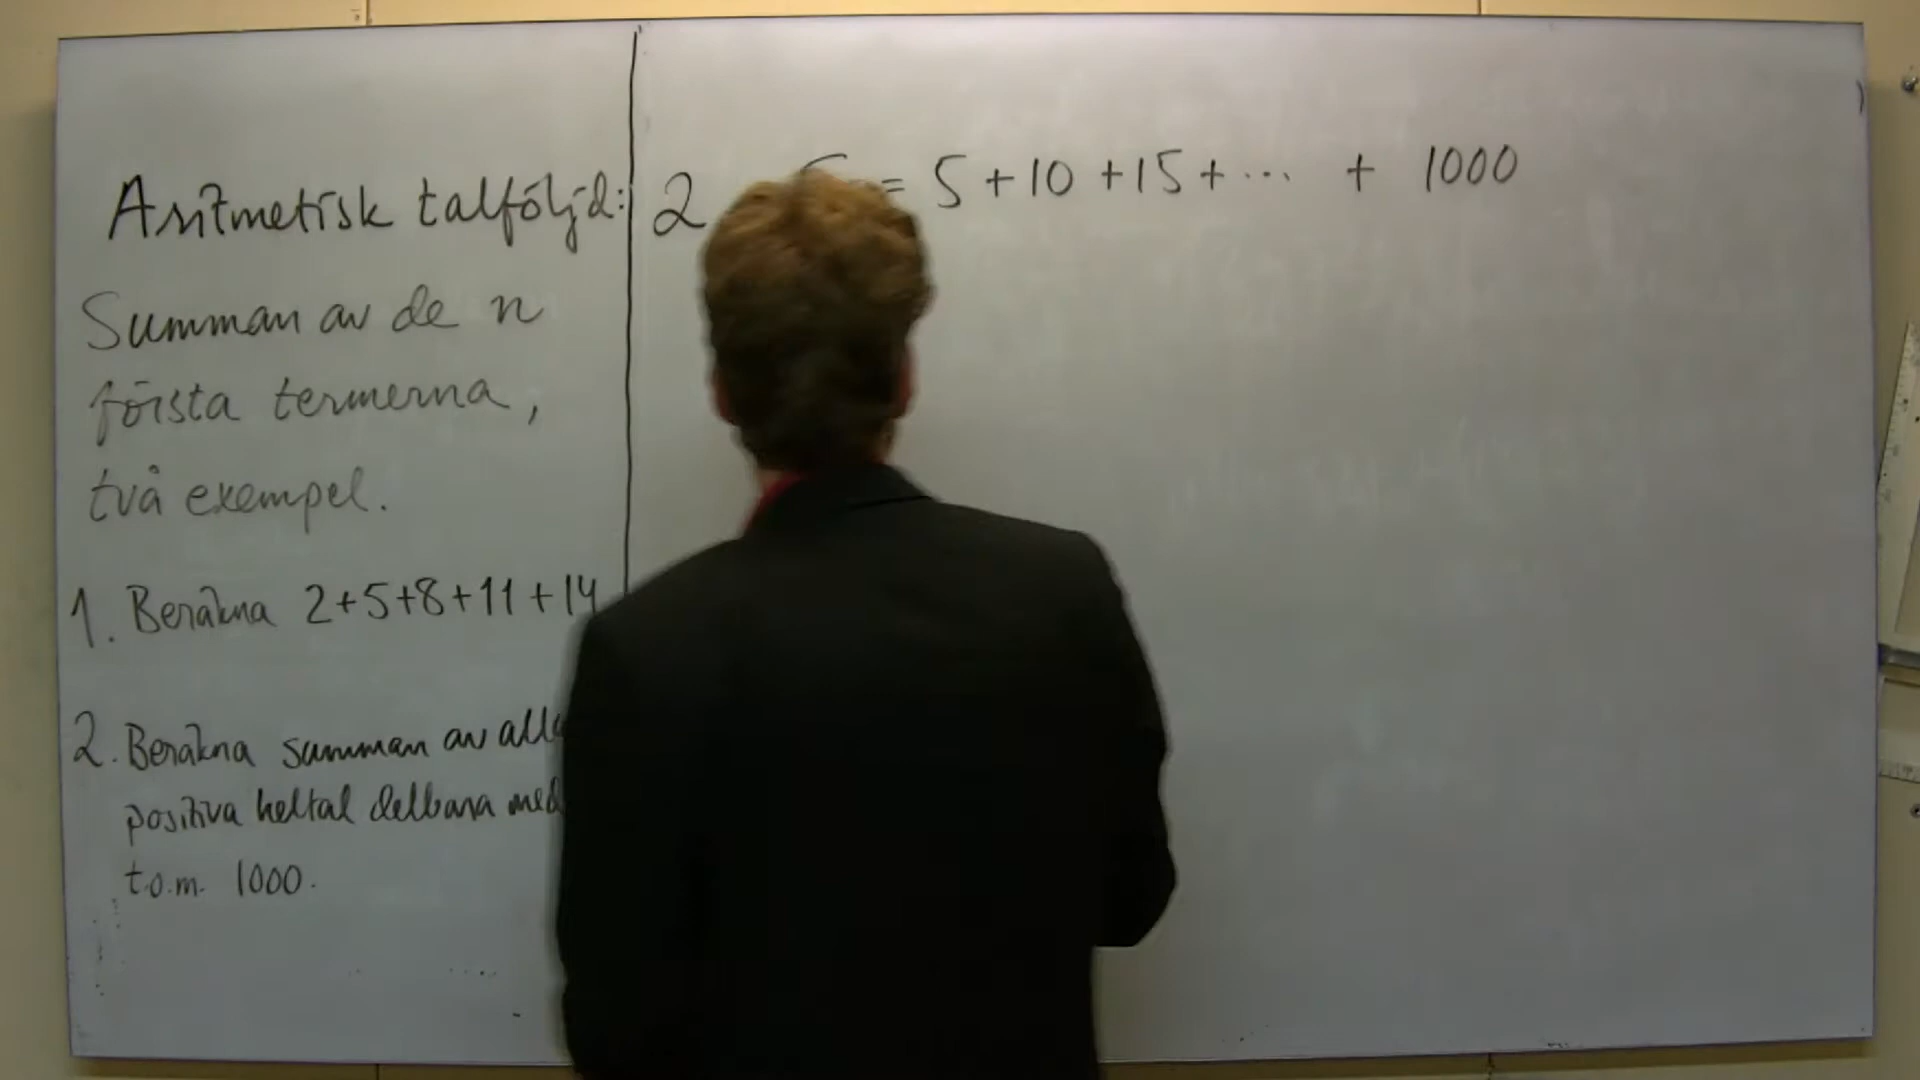 Aritmetisk talföljd:
Summan av de n
första termerna,
två exempel.
1. Beräkna 2+5+8+11+14
2. Beräkna summan av alla
positiva heltal delbara med
t.o.m. 1000.
2 = 5+10+15+... + 1000